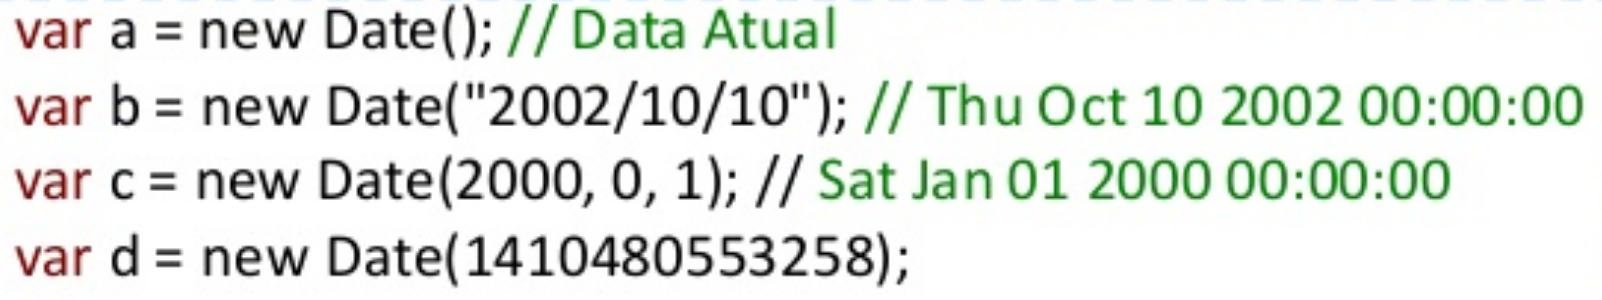 var a = new Date(); // Data Atual
var b = new Date("2002/10/10"); // Thu Oct 10 2002 00:00:00
var c = new Date(2000, 0, 1); // Sat Jan 01 2000 00:00:00
var d = new Date(1410480553258);